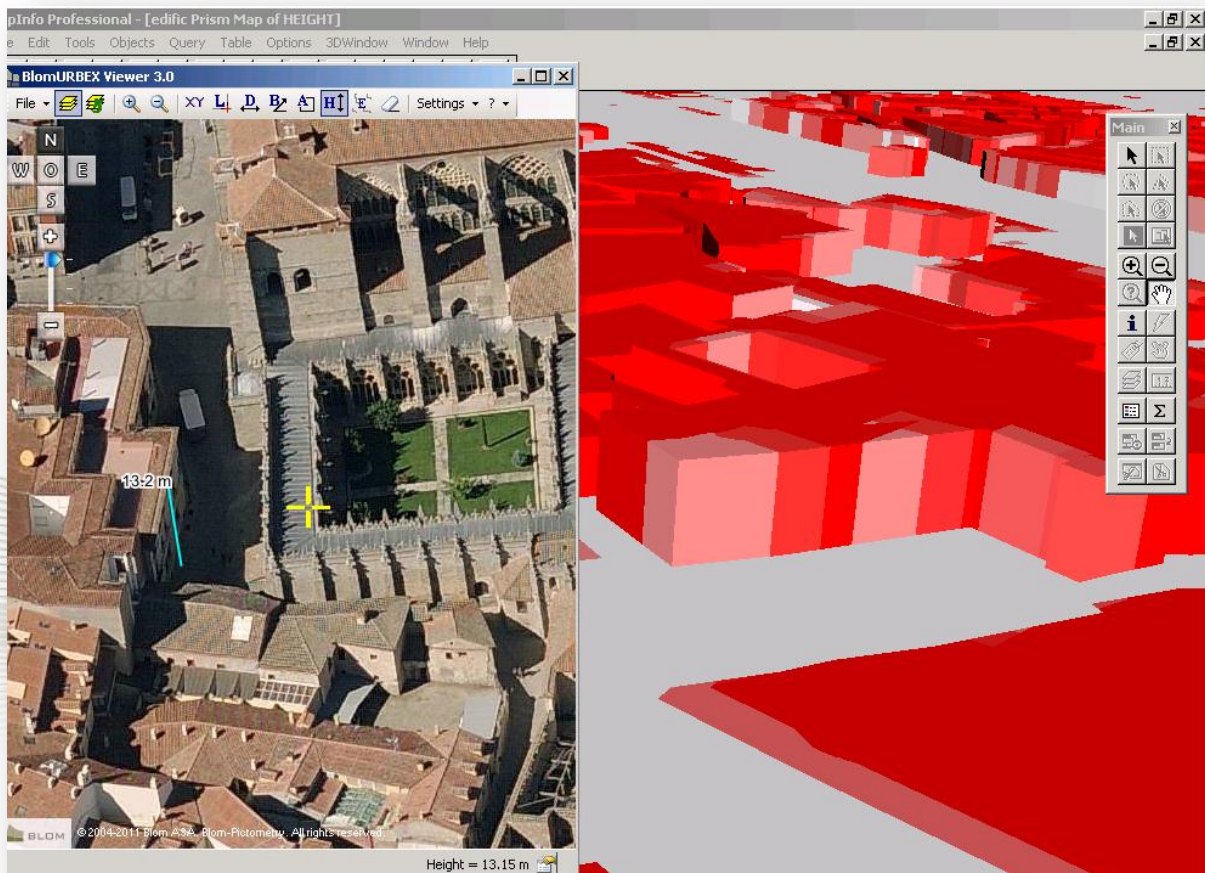 pInfo Professional - [edific Prism Map of HEIGHT]
e Edit Tools Objects Query Table Options 3DWindow Window Help
BlomURBEX Viewer 3.0
File XY L D B A H E Settings ?
Main
N
W O E
S
13.2 m
BLOM
©2004-2011 Blom ASA. Blom-Pictometry. All rights reserved.
Height = 13.15 m